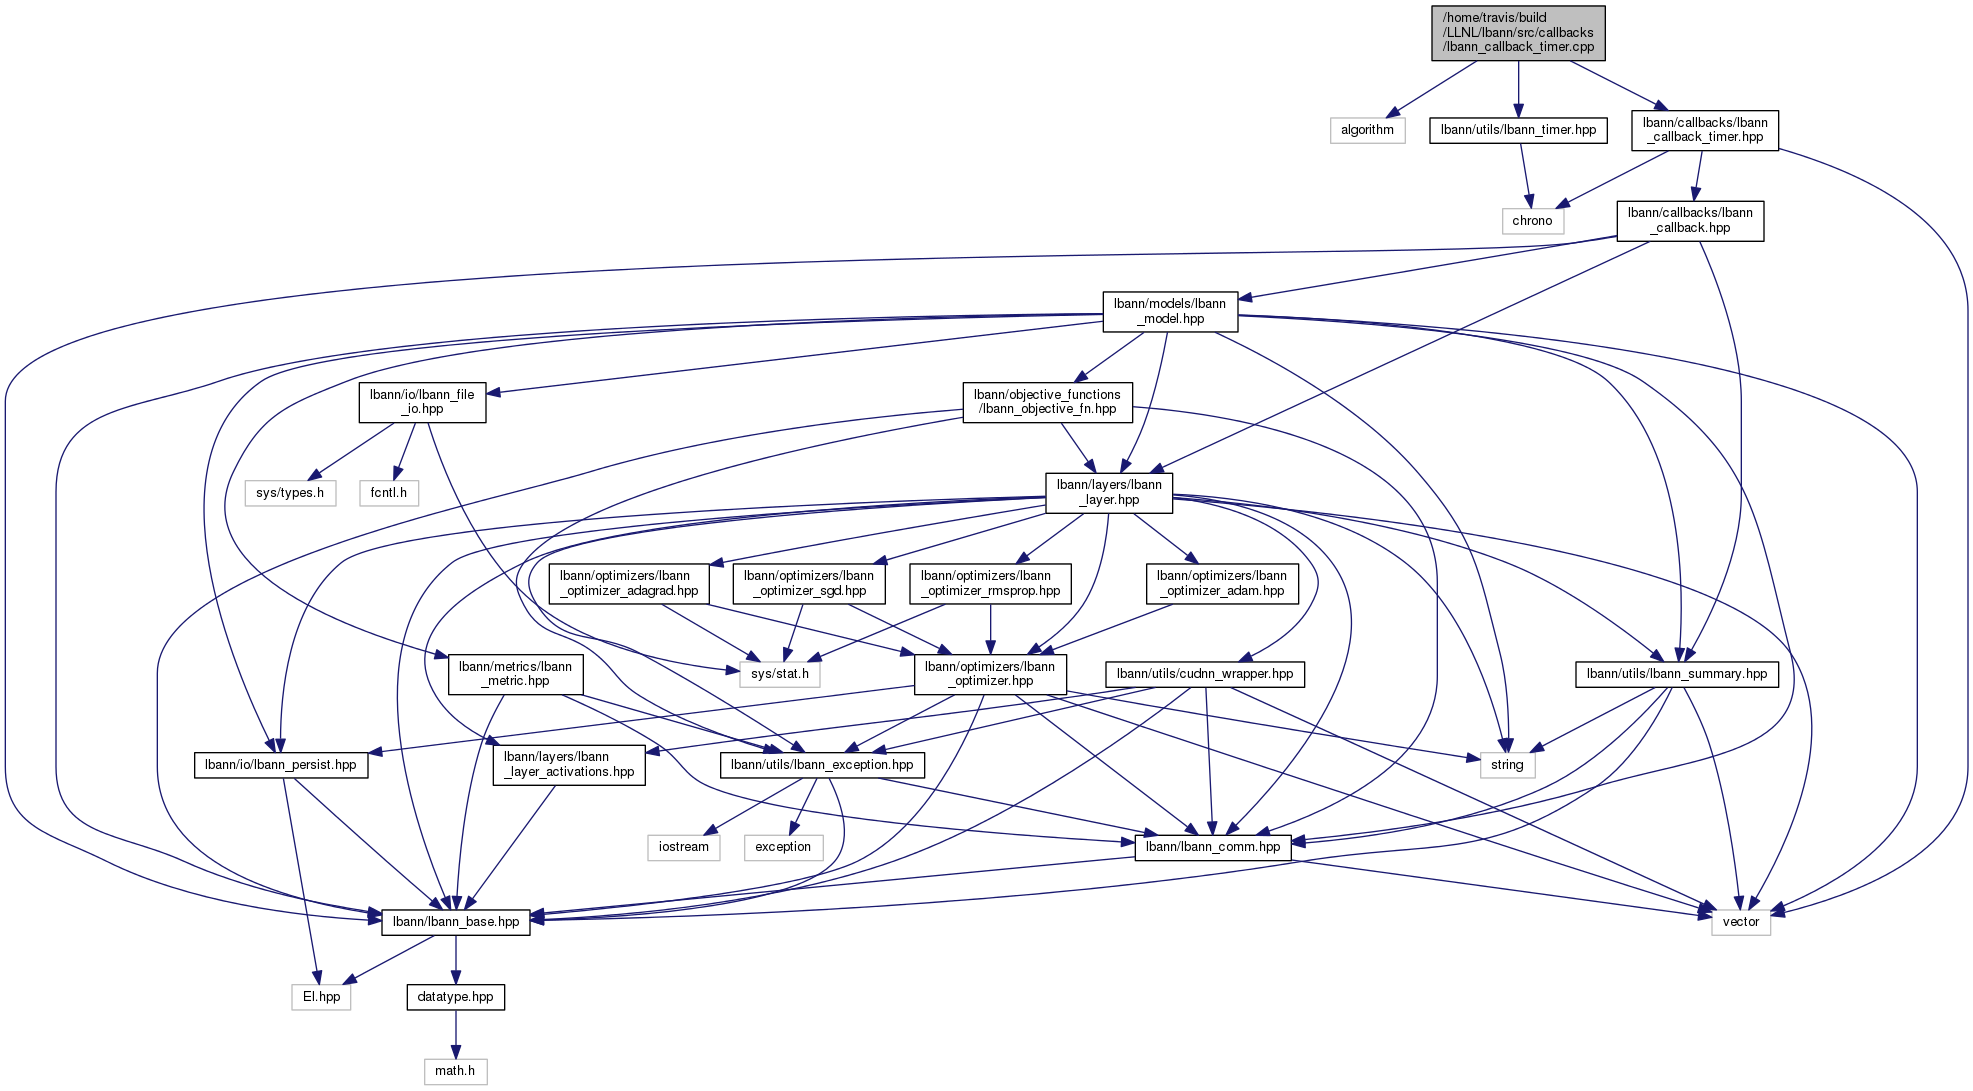 /home/travis/build
/LLNL/lbann/src/callbacks
/lbann_callback_timer.cpp
algorithm
lbann/utils/lbann_timer.hpp
lbann/callbacks/lbann
_callback_timer.hpp
chrono
lbann/callbacks/lbann
_callback.hpp
lbann/models/lbann
_model.hpp
lbann/io/lbann_file
_io.hpp
lbann/objective_functions
/lbann_objective_fn.hpp
sys/types.h
fcntl.h
lbann/layers/lbann
_layer.hpp
lbann/optimizers/lbann
_optimizer_adagrad.hpp
lbann/optimizers/lbann
_optimizer_sgd.hpp
lbann/optimizers/lbann
_optimizer_rmsprop.hpp
lbann/optimizers/lbann
_optimizer_adam.hpp
lbann/metrics/lbann
_metric.hpp
sys/stat.h
lbann/optimizers/lbann
_optimizer.hpp
lbann/utils/cudnn_wrapper.hpp
lbann/utils/lbann_summary.hpp
lbann/io/lbann_persist.hpp
lbann/layers/lbann
_layer_activations.hpp
lbann/utils/lbann_exception.hpp
string
iostream
exception
lbann/lbann_comm.hpp
lbann/lbann_base.hpp
vector
El.hpp
datatype.hpp
math.h